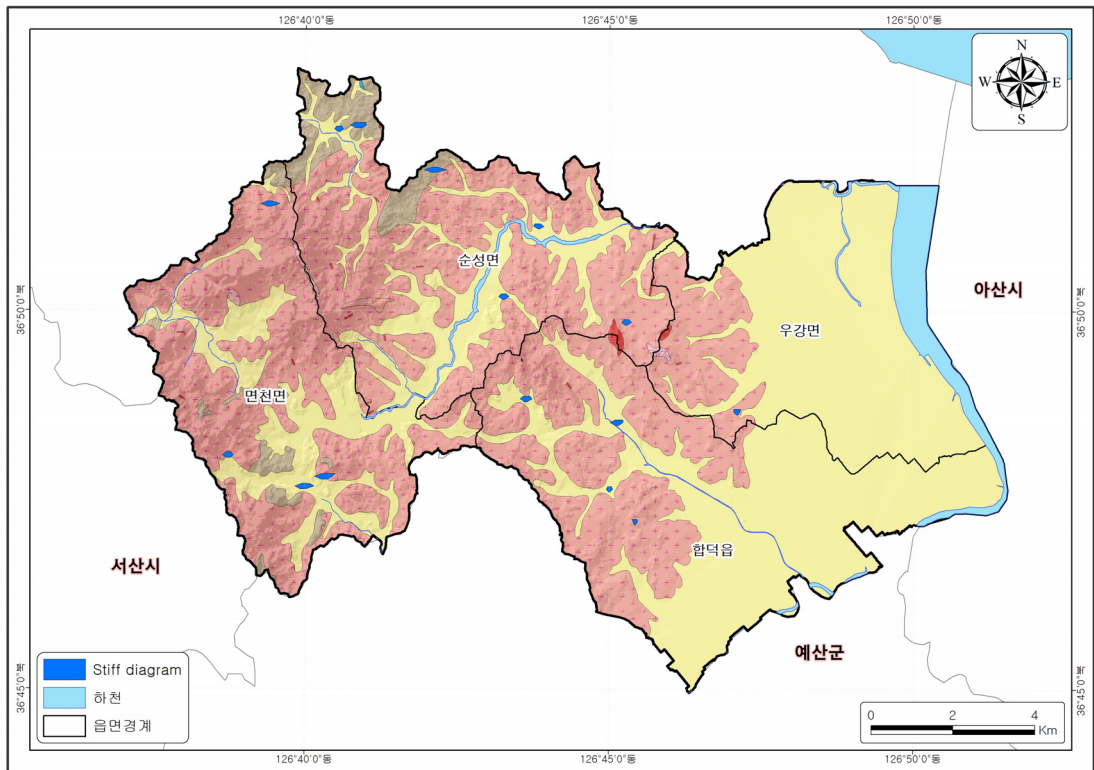 126°40'0"동
126°45'0"동
126°50'0"동
N
W
E
S
순성면
36°50'0"북
36°50'0"북
아산시
우강면
면천면
합덕읍
서산시
예산군
Stiff diagram
하천
읍면경계
36°45'0"북
36°45'0"북
0 2 4
Km
126°40'0"동
126°45'0"동
126°50'0"동